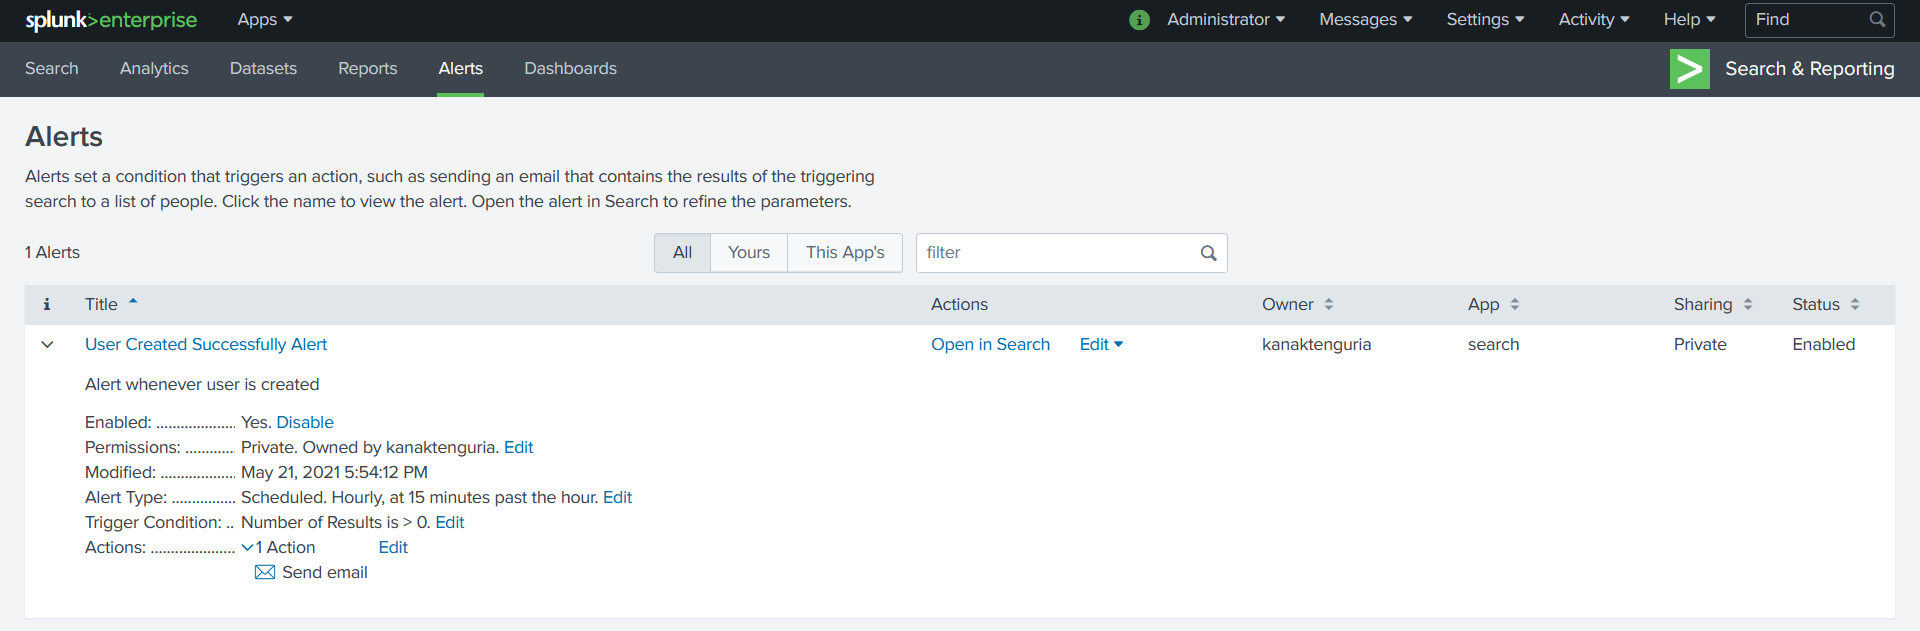 splunk>enterprise Apps Administrator Messages Settings Activity Help Find
Search Analytics Datasets Reports Alerts Dashboards Search & Reporting
Alerts
Alerts set a condition that triggers an action, such as sending an email that contains the results of the triggering
search to a list of people. Click the name to view the alert. Open the alert in Search to refine the parameters.
1 Alerts All Yours This App's filter
i Title Actions Owner App Sharing Status
User Created Successfully Alert Open in Search Edit kanaktenguria search Private Enabled
Alert whenever user is created
Enabled: .................... Yes. Disable
Permissions: ............. Private. Owned by kanaktenguria. Edit
Modified: ................... May 21, 2021 5:54:12 PM
Alert Type: ................ Scheduled. Hourly, at 15 minutes past the hour. Edit
Trigger Condition: .. Number of Results is > 0. Edit
Actions: ..................... 1 Action Edit
Send email